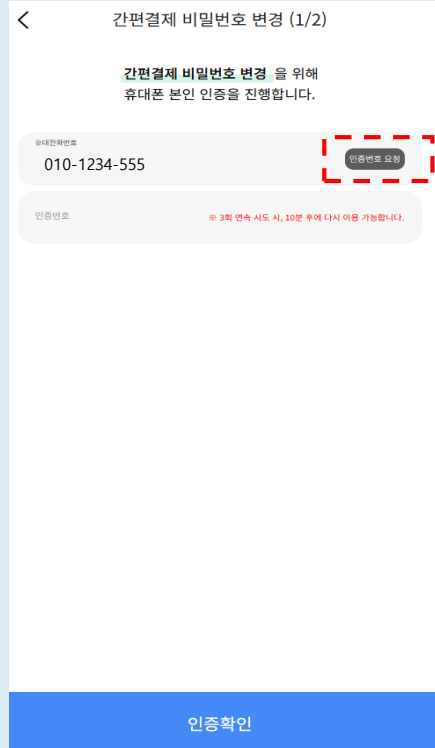 간편결제 비밀번호 변경 (1/2)
간편결제 비밀번호 변경 을 위해
휴대폰 본인 인증을 진행합니다.
휴대전화번호
010-1234-555
인증번호 요청
인증번호
※ 3회 연속 시도 시, 10분 후에 다시 이용 가능합니다.
인증확인